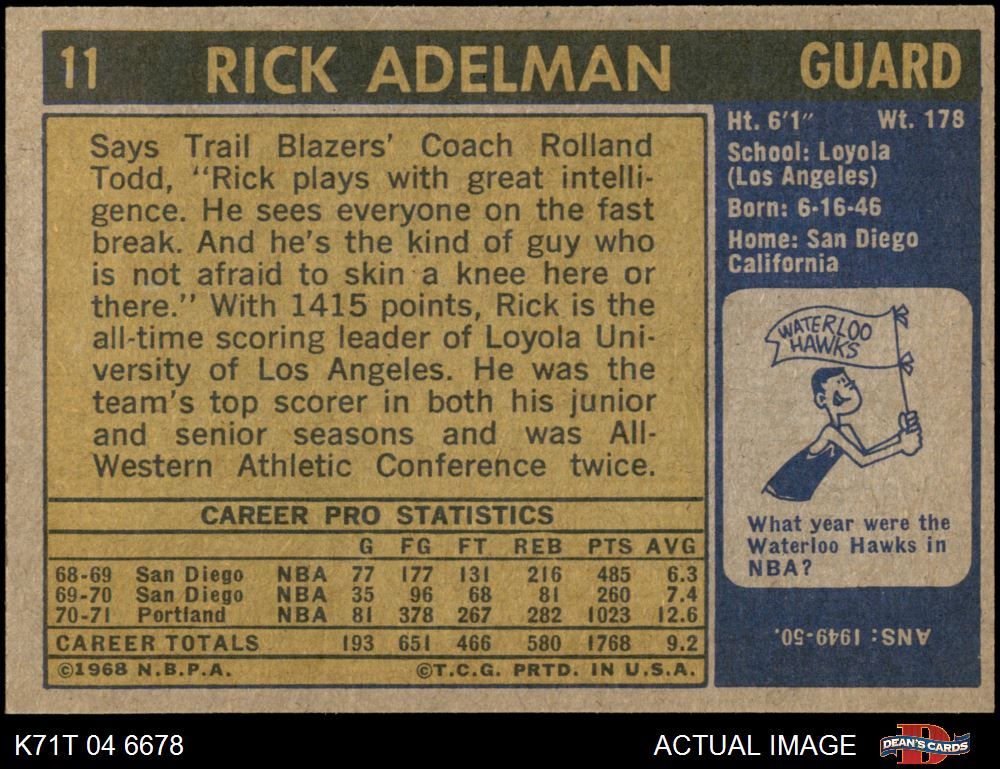 11 RICK ADELMAN GUARD
Says Trail Blazers' Coach Rolland
Todd, "Rick plays with great intelli-
gence. He sees everyone on the fast
break. And he's the kind of guy who
is not afraid to skin a knee here or
there." With 1415 points, Rick is the
all-time scoring leader of Loyola Uni-
versity of Los Angeles. He was the
team's top scorer in both his junior
and senior seasons and was All-
Western Athletic Conference twice.
CAREER PRO STATISTICS
G FG FT REB PTS AVG
68-69 San Diego NBA 77 177 131 216 485 6.3
69-70 San Diego NBA 35 96 68 81 260 7.4
70-71 Portland NBA 81 378 267 282 1023 12.6
CAREER TOTALS 193 651 466 580 1768 9.2
©1968 N.B.P.A. ©T.C.G. PRTD. IN U.S.A.
Ht. 6'1" Wt. 178
School: Loyola
(Los Angeles)
Born: 6-16-46
Home: San Diego
California
WATERLOO
HAWKS
What year were the
Waterloo Hawks in
NBA?
ANS: 1949-50.
K71T 04 6678 ACTUAL IMAGE D DEAN'S CARDS